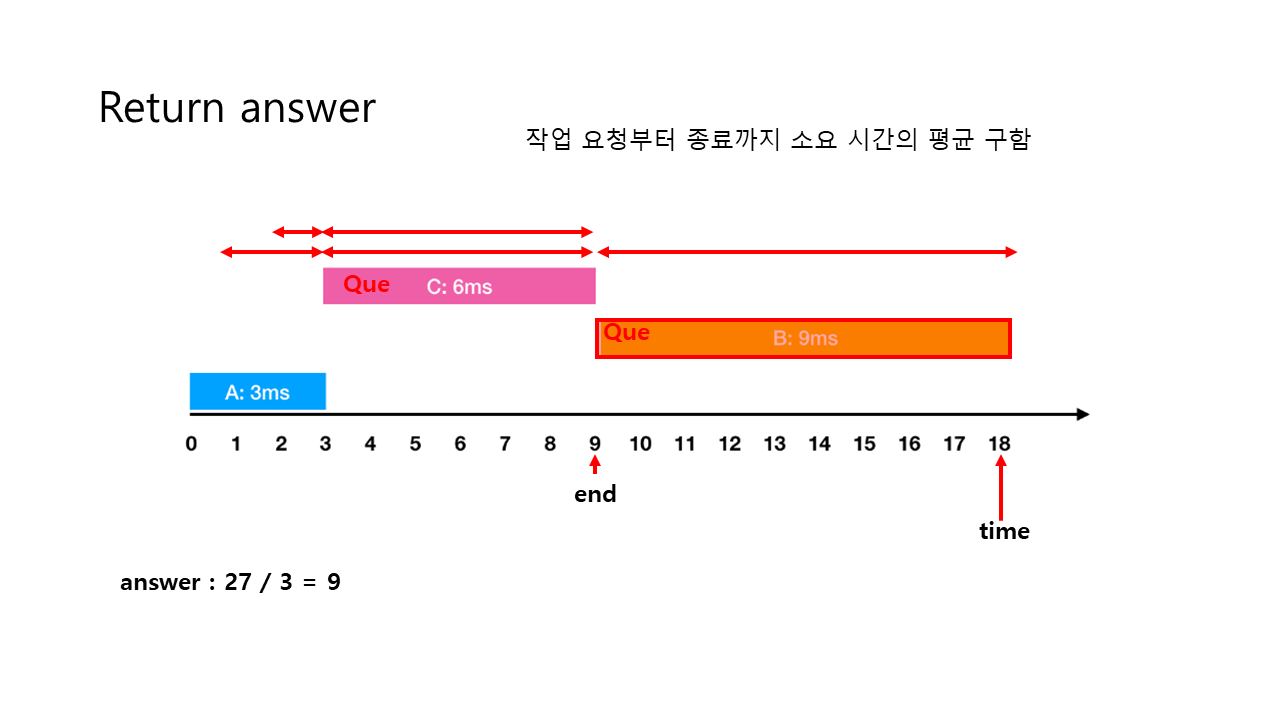 Return answer
작업 요청부터 종료까지 소요 시간의 평균 구함
Que C: 6ms
Que B: 9ms
A: 3ms
0 1 2 3 4 5 6 7 8 9 10 11 12 13 14 15 16 17 18
end
time
answer : 27 / 3 = 9